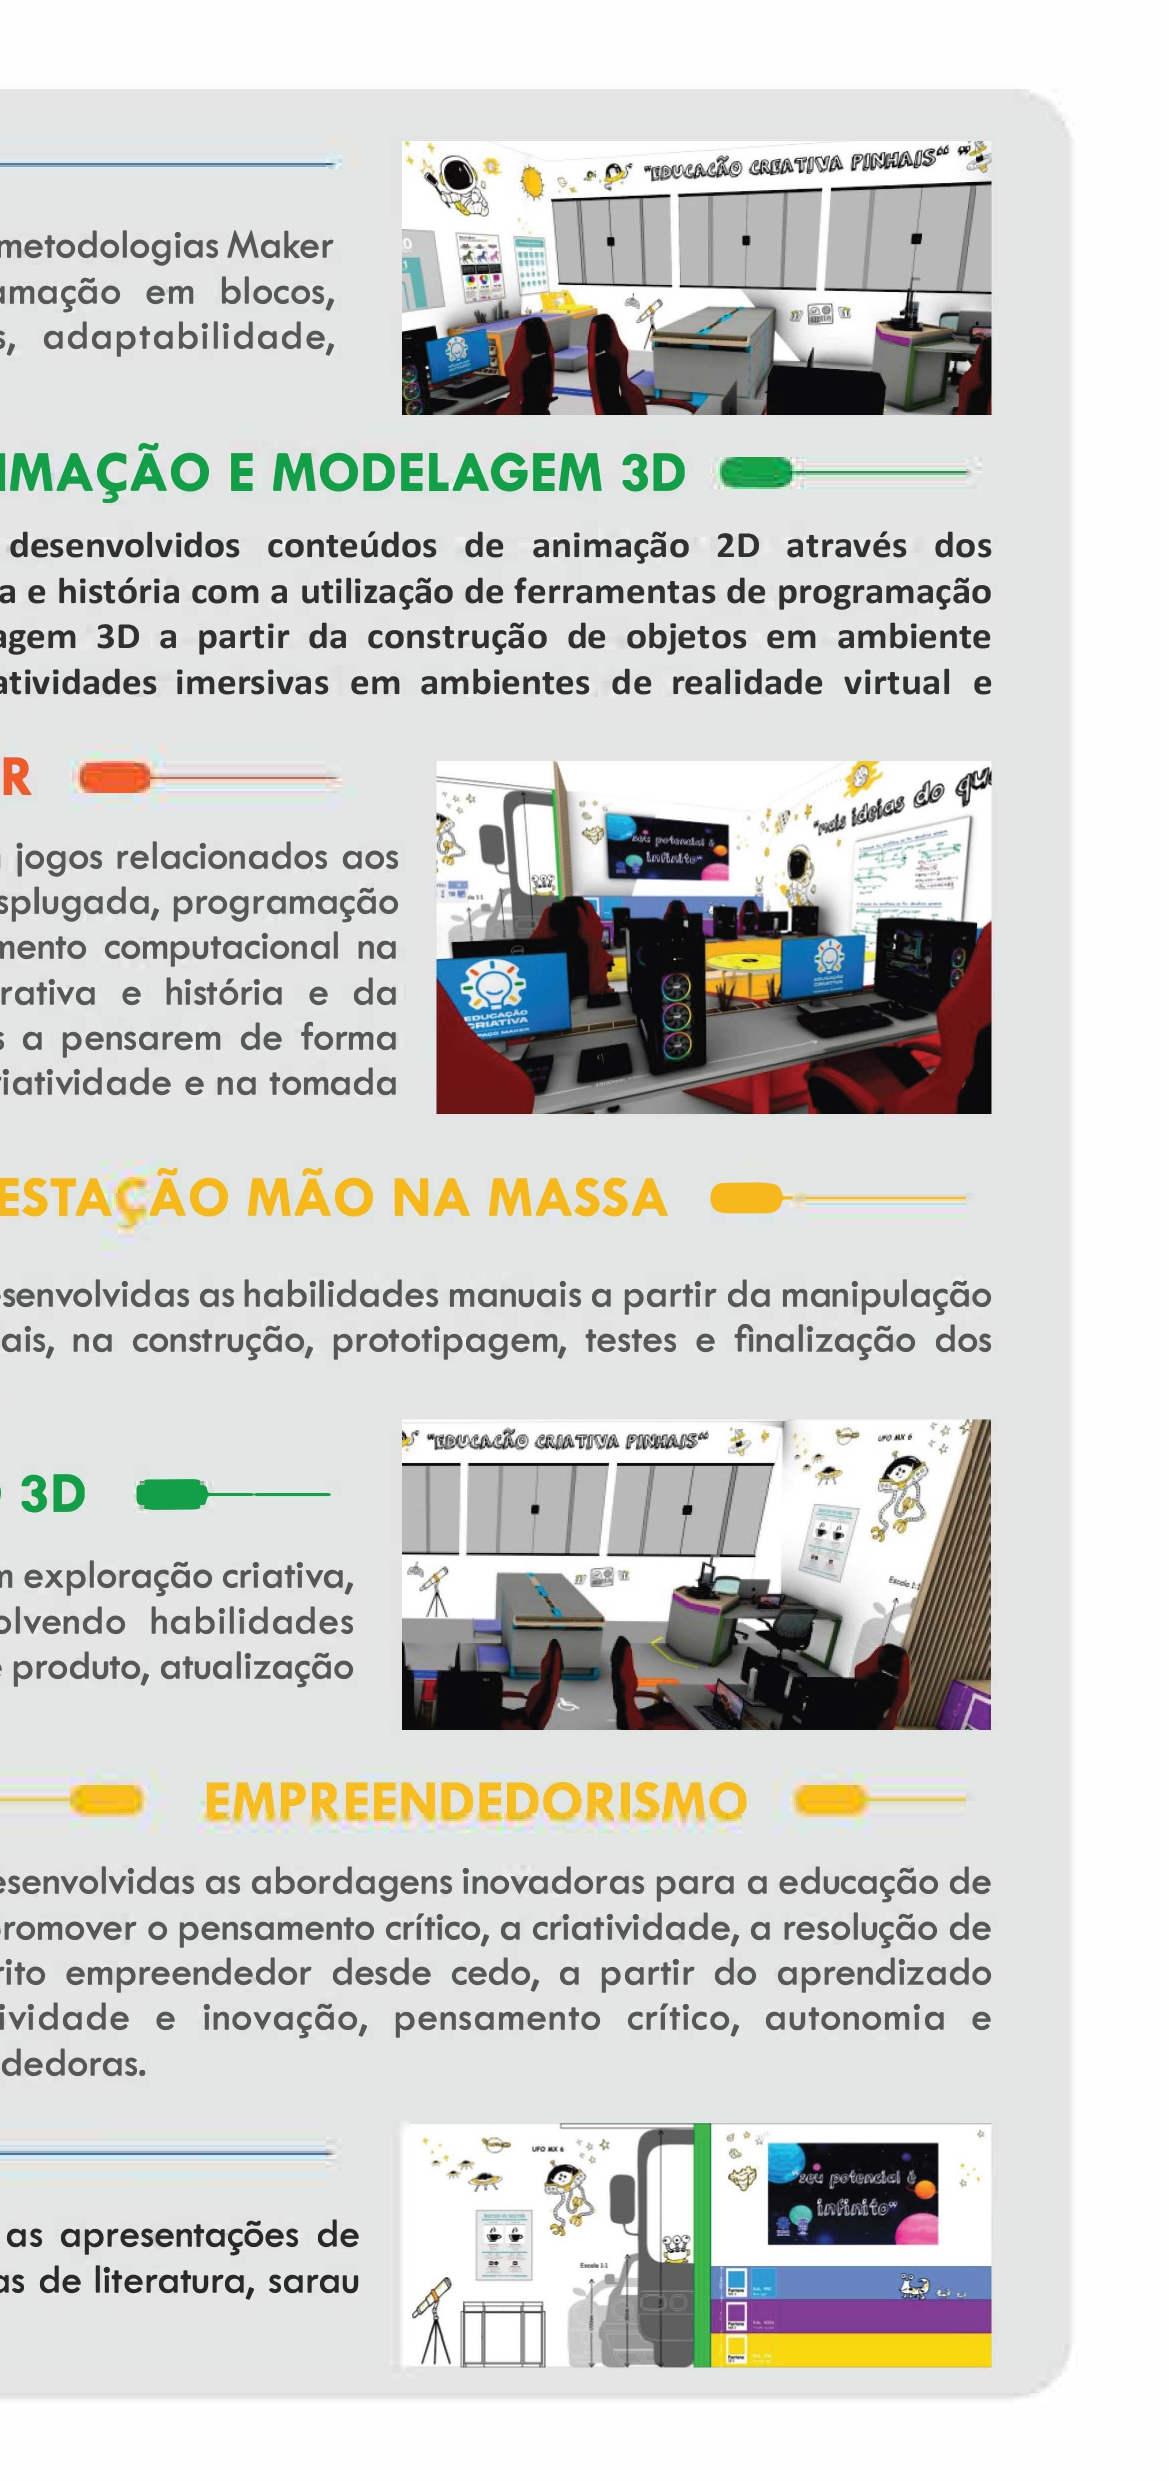 metodologias Maker
amação em blocos,
s, adaptabilidade,
"EDUCAÇÃO CREATIVA PINHAIS"
IMAÇÃO E MODELAGEM 3D
desenvolvidos conteúdos de animação 2D através dos
a e história com a utilização de ferramentas de programação
agem 3D a partir da construção de objetos em ambiente
atividades imersivas em ambientes de realidade virtual e
R
jogos relacionados aos
splugada, programação
mento computacional na
rativa e história e da
s a pensarem de forma
riatividade e na tomada
"mais ideias do que
"seu potencial é
infinito"
EDUCAÇÃO
CRIATIVA
EDUCAÇÃO
CRIATIVA
ESTAÇÃO MÃO NA MASSA
senvolvidas as habilidades manuais a partir da manipulação
ais, na construção, prototipagem, testes e finalização dos
3D
m exploração criativa,
olvendo habilidades
e produto, atualização
"EDUCAÇÃO CRIATIVA PINHAIS"
UFO MX 6
Escala 1:1
EMPREENDEDORISMO
esenvolvidas as abordagens inovadoras para a educação de
promover o pensamento crítico, a criatividade, a resolução de
rito empreendedor desde cedo, a partir do aprendizado
ividade e inovação, pensamento crítico, autonomia e
dedoras.
as apresentações de
as de literatura, sarau
UFO MX 6
Escala 1:1
"seu potencial é
infinito"
Pantone
Pantone
Pantone